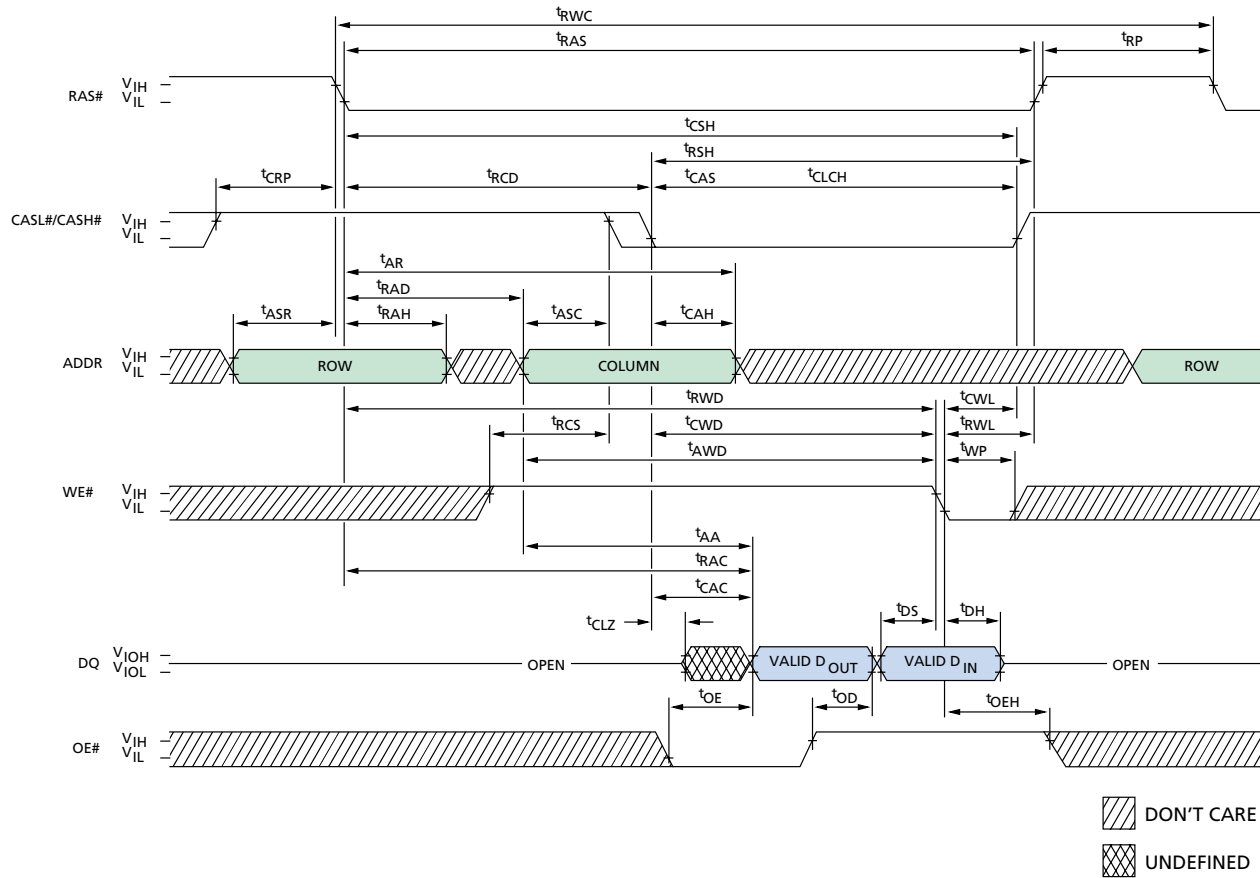 tRWC
tRAS tRP
RAS# VIH
VIL
tCSH
tRSH
tCRP tRCD tCAS tCLCH
CASL#/CASH# VIH
VIL
tAR
tRAD
tASR tRAH tASC tCAH
ADDR VIH
VIL
ROW COLUMN ROW
tRWD tCWL
tRCS tCWD tRWL
tAWD tWP
WE# VIH
VIL
tAA
tRAC
tCAC
tCLZ tDS tDH
DQ VIOH
VIOL
OPEN VALID DOUT VALID DIN OPEN
tOE tOD tOEH
OE# VIH
VIL
DON'T CARE
UNDEFINED